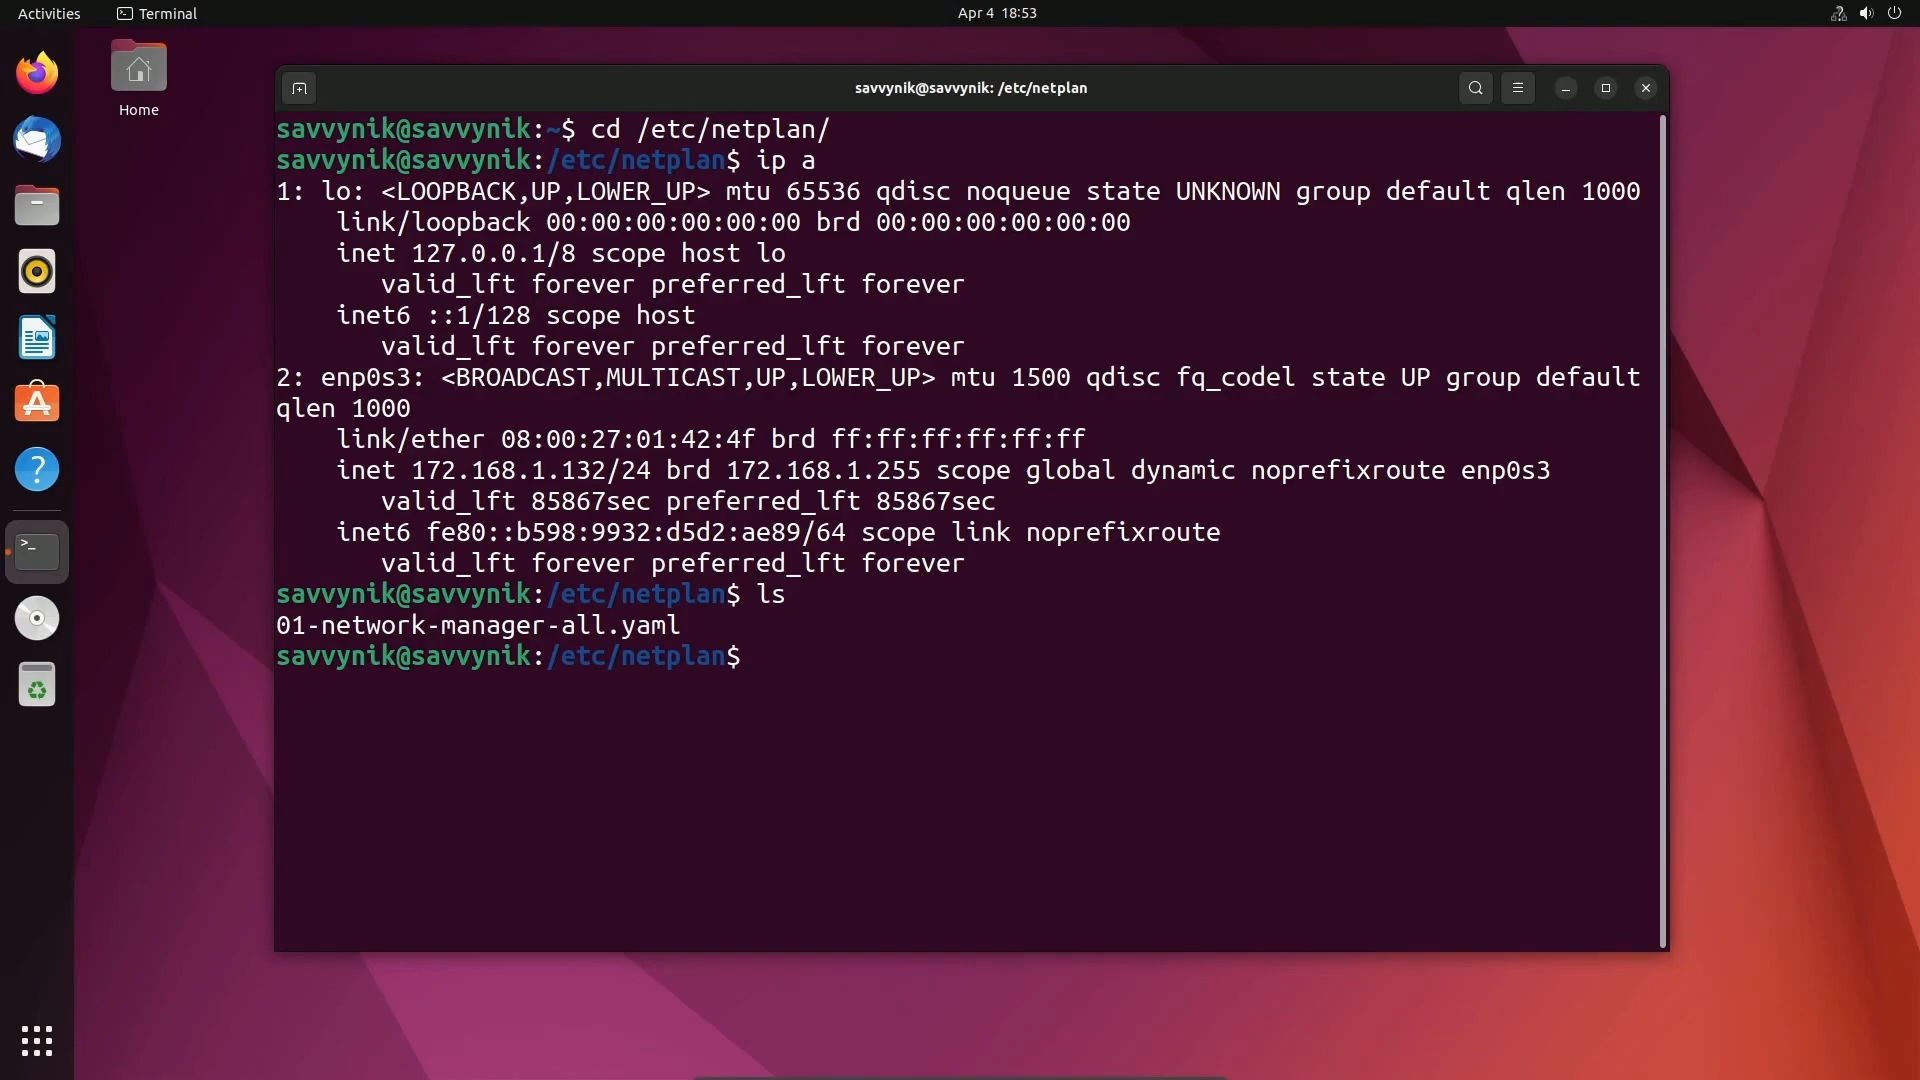 Activities
Terminal
Apr 4 18:53
Home
savvynik@savvynik: /etc/netplan
savvynik@savvynik:~$ cd /etc/netplan/
savvynik@savvynik:/etc/netplan$ ip a
1: lo: <LOOPBACK,UP,LOWER_UP> mtu 65536 qdisc noqueue state UNKNOWN group default qlen 1000
    link/loopback 00:00:00:00:00:00 brd 00:00:00:00:00:00
    inet 127.0.0.1/8 scope host lo
       valid_lft forever preferred_lft forever
    inet6 ::1/128 scope host
       valid_lft forever preferred_lft forever
2: enp0s3: <BROADCAST,MULTICAST,UP,LOWER_UP> mtu 1500 qdisc fq_codel state UP group default
qlen 1000
    link/ether 08:00:27:01:42:4f brd ff:ff:ff:ff:ff:ff
    inet 172.168.1.132/24 brd 172.168.1.255 scope global dynamic noprefixroute enp0s3
       valid_lft 85867sec preferred_lft 85867sec
    inet6 fe80::b598:9932:d5d2:ae89/64 scope link noprefixroute
       valid_lft forever preferred_lft forever
savvynik@savvynik:/etc/netplan$ ls
01-network-manager-all.yaml
savvynik@savvynik:/etc/netplan$